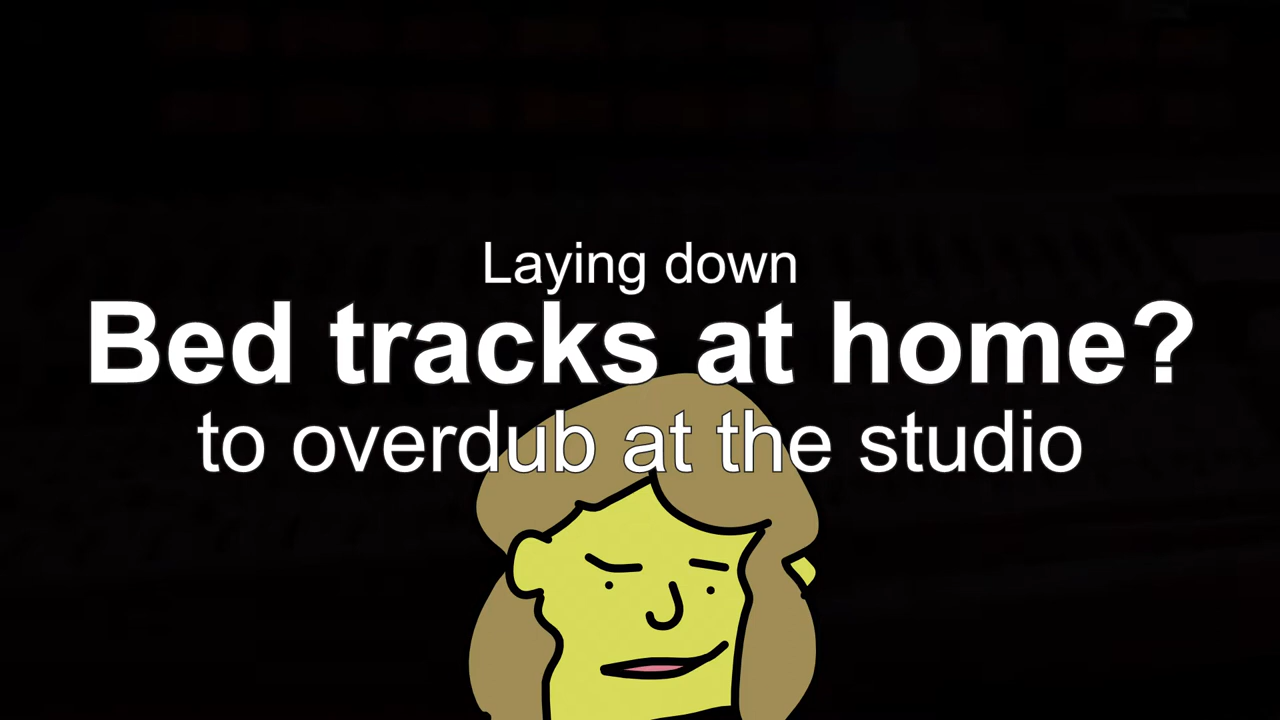 Laying down
Bed tracks at home?
to overdub at the studio